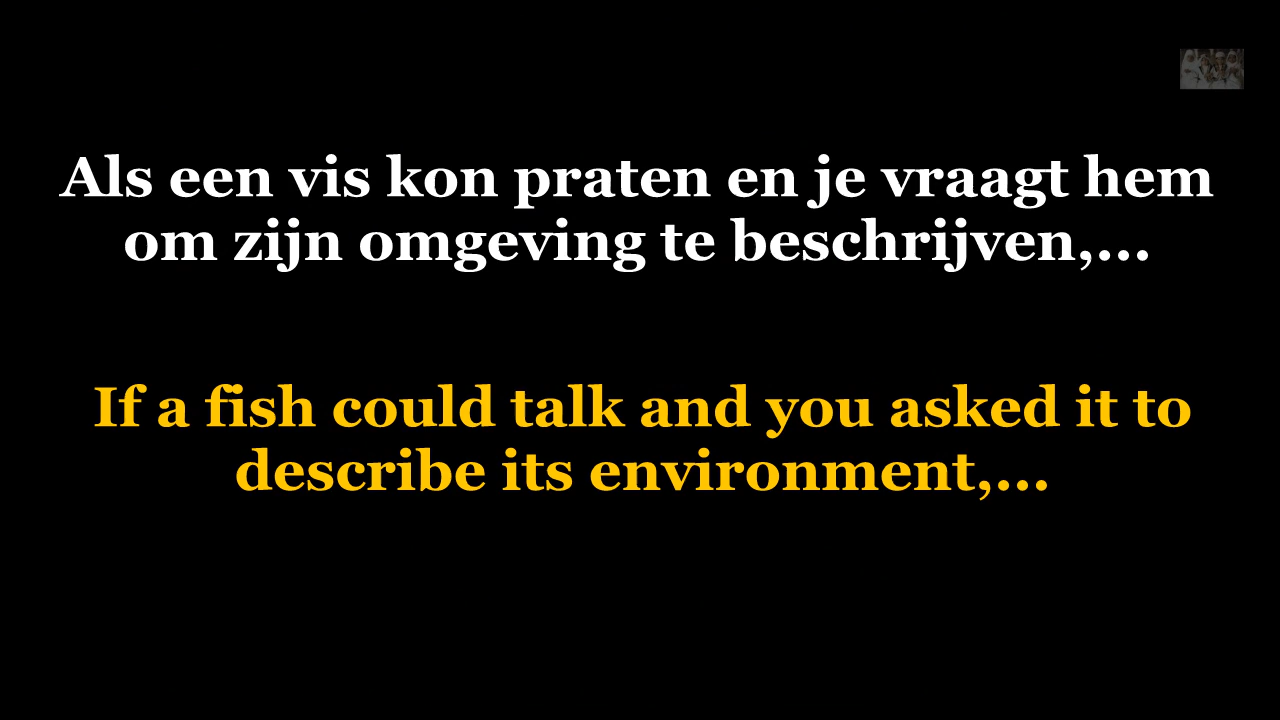 Als een vis kon praten en je vraagt hem
om zijn omgeving te beschrijven,...
If a fish could talk and you asked it to
describe its environment,...